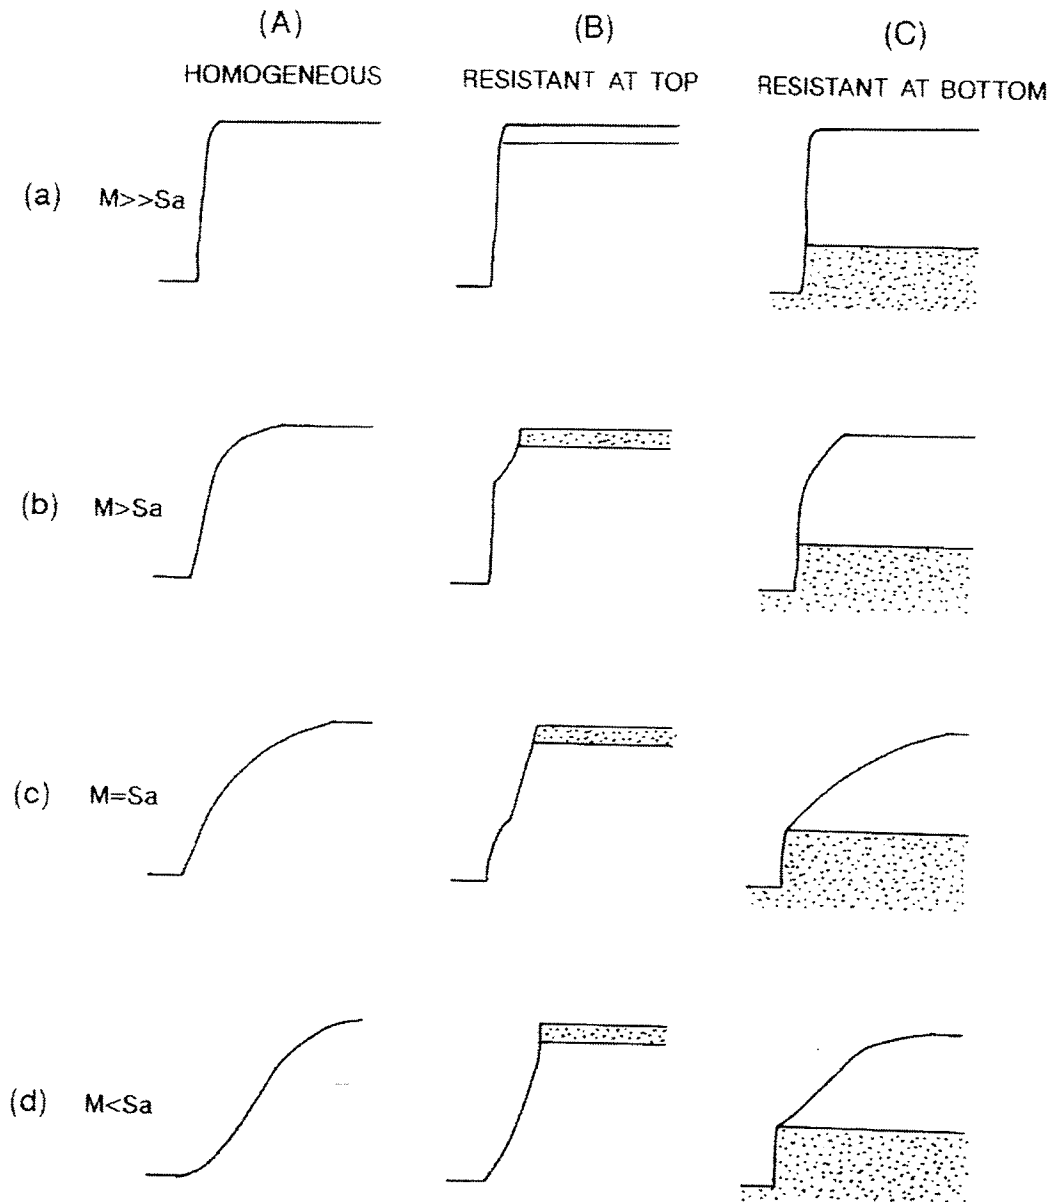 (A)
(B)
(C)
HOMOGENEOUS
RESISTANT AT TOP
RESISTANT AT BOTTOM
(a) M>>Sa
(b) M>Sa
(c) M=Sa
(d) M<Sa